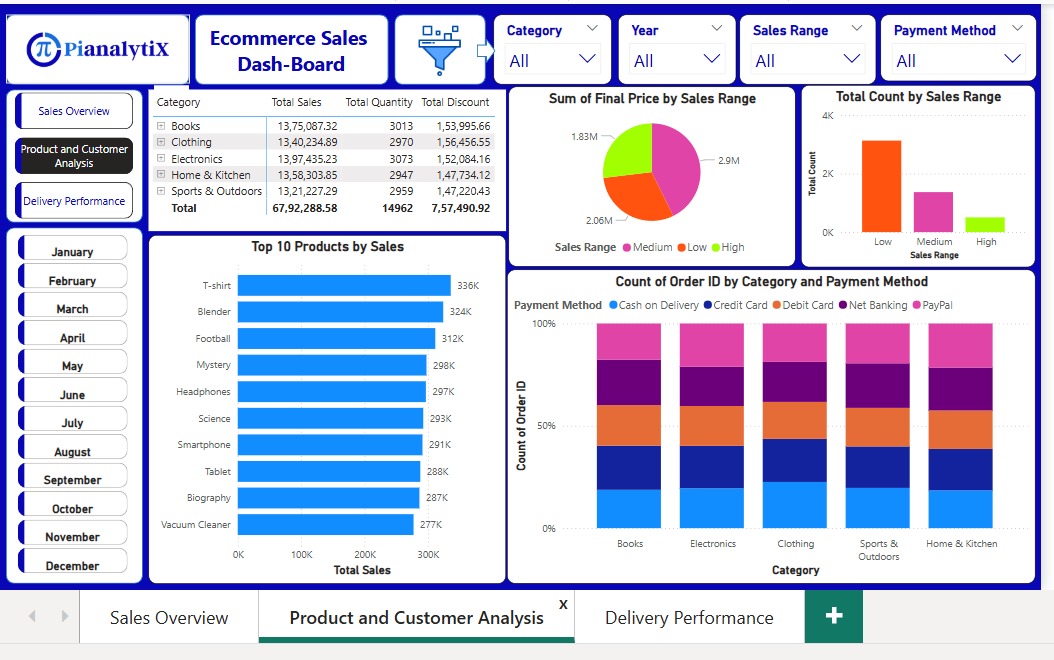 PianalytiX
Ecommerce Sales
Dash-Board
Category
All
Year
All
Sales Range
All
Payment Method
All
Sales Overview
Product and Customer
Analysis
Delivery Performance
Category Total Sales Total Quantity Total Discount
Books 13,75,087.32 3013 1,53,995.66
Clothing 13,40,234.89 2970 1,56,456.55
Electronics 13,97,435.23 3073 1,52,084.16
Home & Kitchen 13,58,303.85 2947 1,47,734.12
Sports & Outdoors 13,21,227.29 2959 1,47,220.43
Total 67,92,288.58 14962 7,57,490.92
Sum of Final Price by Sales Range
1.83M
2.9M
2.06M
Sales Range Medium Low High
Total Count by Sales Range
Total Count
4K
2K
0K
Low Medium High
Sales Range
January
February
March
April
May
June
July
August
September
October
November
December
Top 10 Products by Sales
T-shirt 336K
Blender 324K
Football 312K
Mystery 298K
Headphones 297K
Science 293K
Smartphone 291K
Tablet 288K
Biography 287K
Vacuum Cleaner 277K
0K 100K 200K 300K
Total Sales
Count of Order ID by Category and Payment Method
Payment Method Cash on Delivery Credit Card Debit Card Net Banking PayPal
Count of Order ID
100%
50%
0%
Books Electronics Clothing Sports & Outdoors Home & Kitchen
Category
Sales Overview Product and Customer Analysis x Delivery Performance +